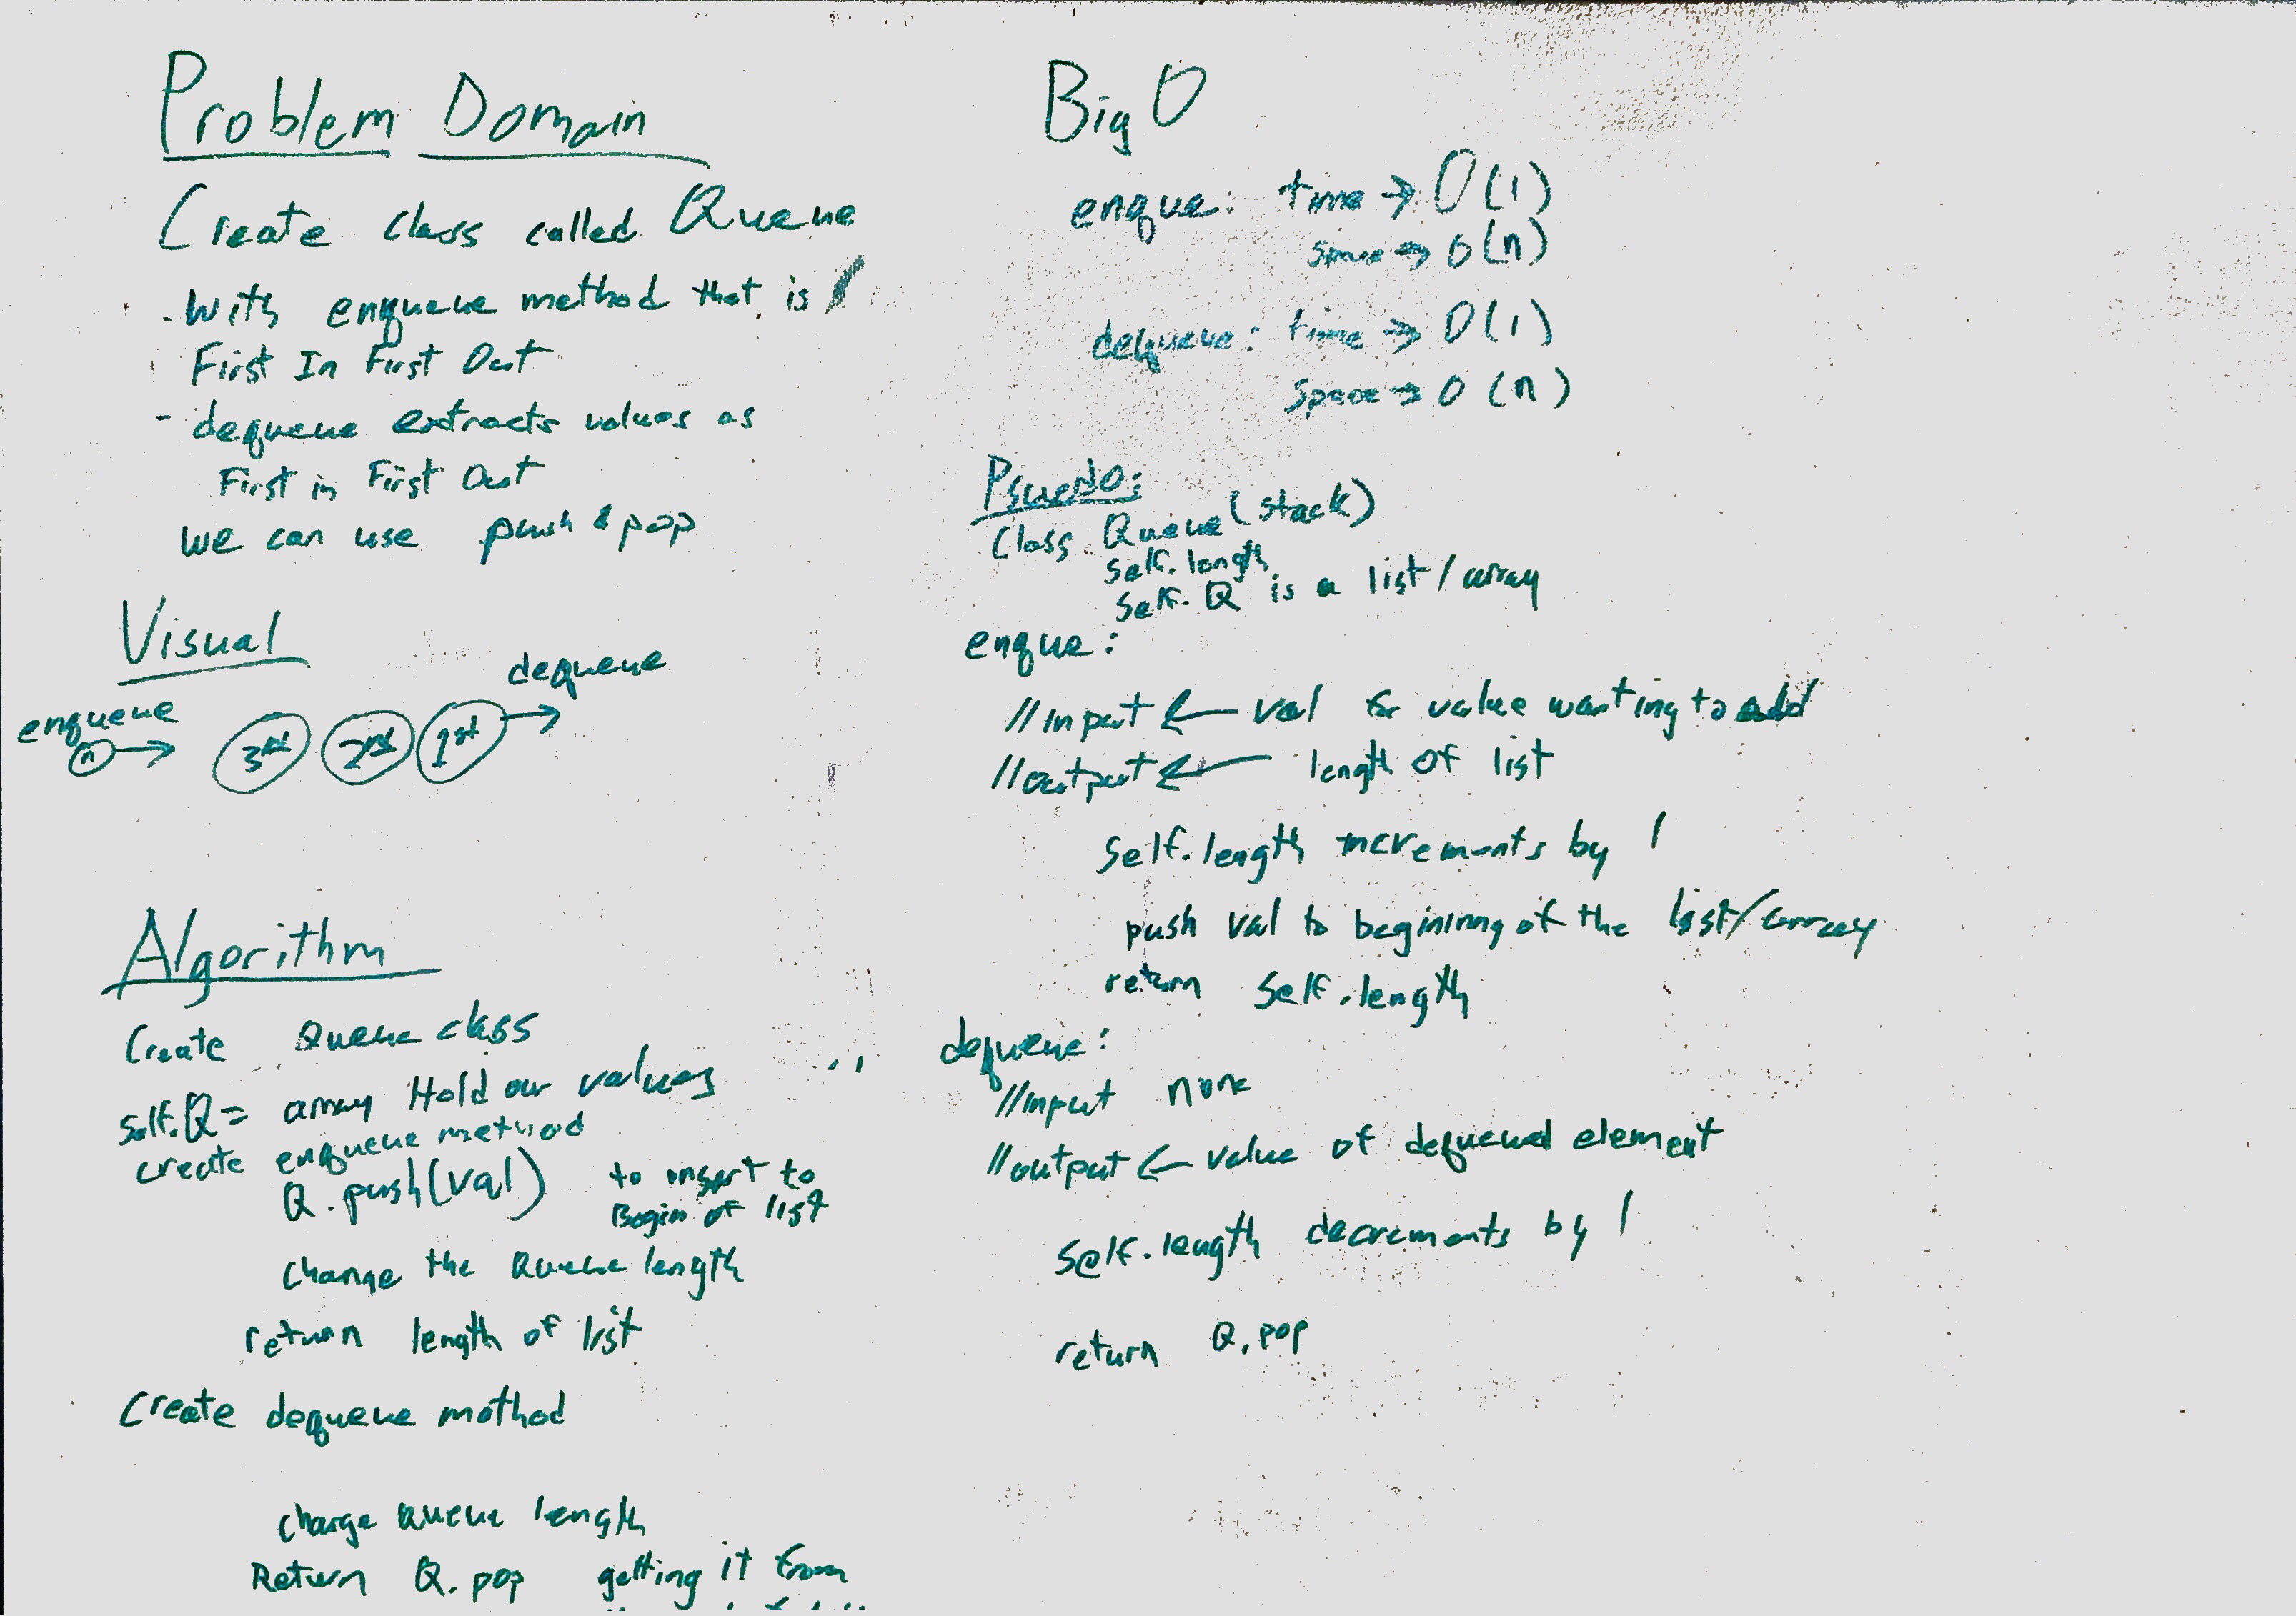 Problem Domain
Create class called Queue
- With enqueue method that is
First In First Out
- dequeue extracts values as
First in First Out
we can use push & pop
Visual
enqueue
n → 3rd 2nd 1st → dequeue
Algorithm
Create Queue class
self.Q = array Hold our values
create enqueue method
Q.push(val) to insert to
Begin of list
change the Queue length
return length of list
Create dequeue method
change queue length
Return Q.pop getting it from
Big O
enque: time → O(1)
space → O(n)
dequeue: time → O(1)
space → O(n)
Psuedo:
Class Queue(stack)
self.length
self.Q is a list/array
enque:
//input ← val for value wanting to add
//output ← length of list
self.length increments by 1
push val to begining of the list/array
return self.length
dequeue:
//input none
//output ← value of dequeued element
self.length decrements by 1
return Q.pop